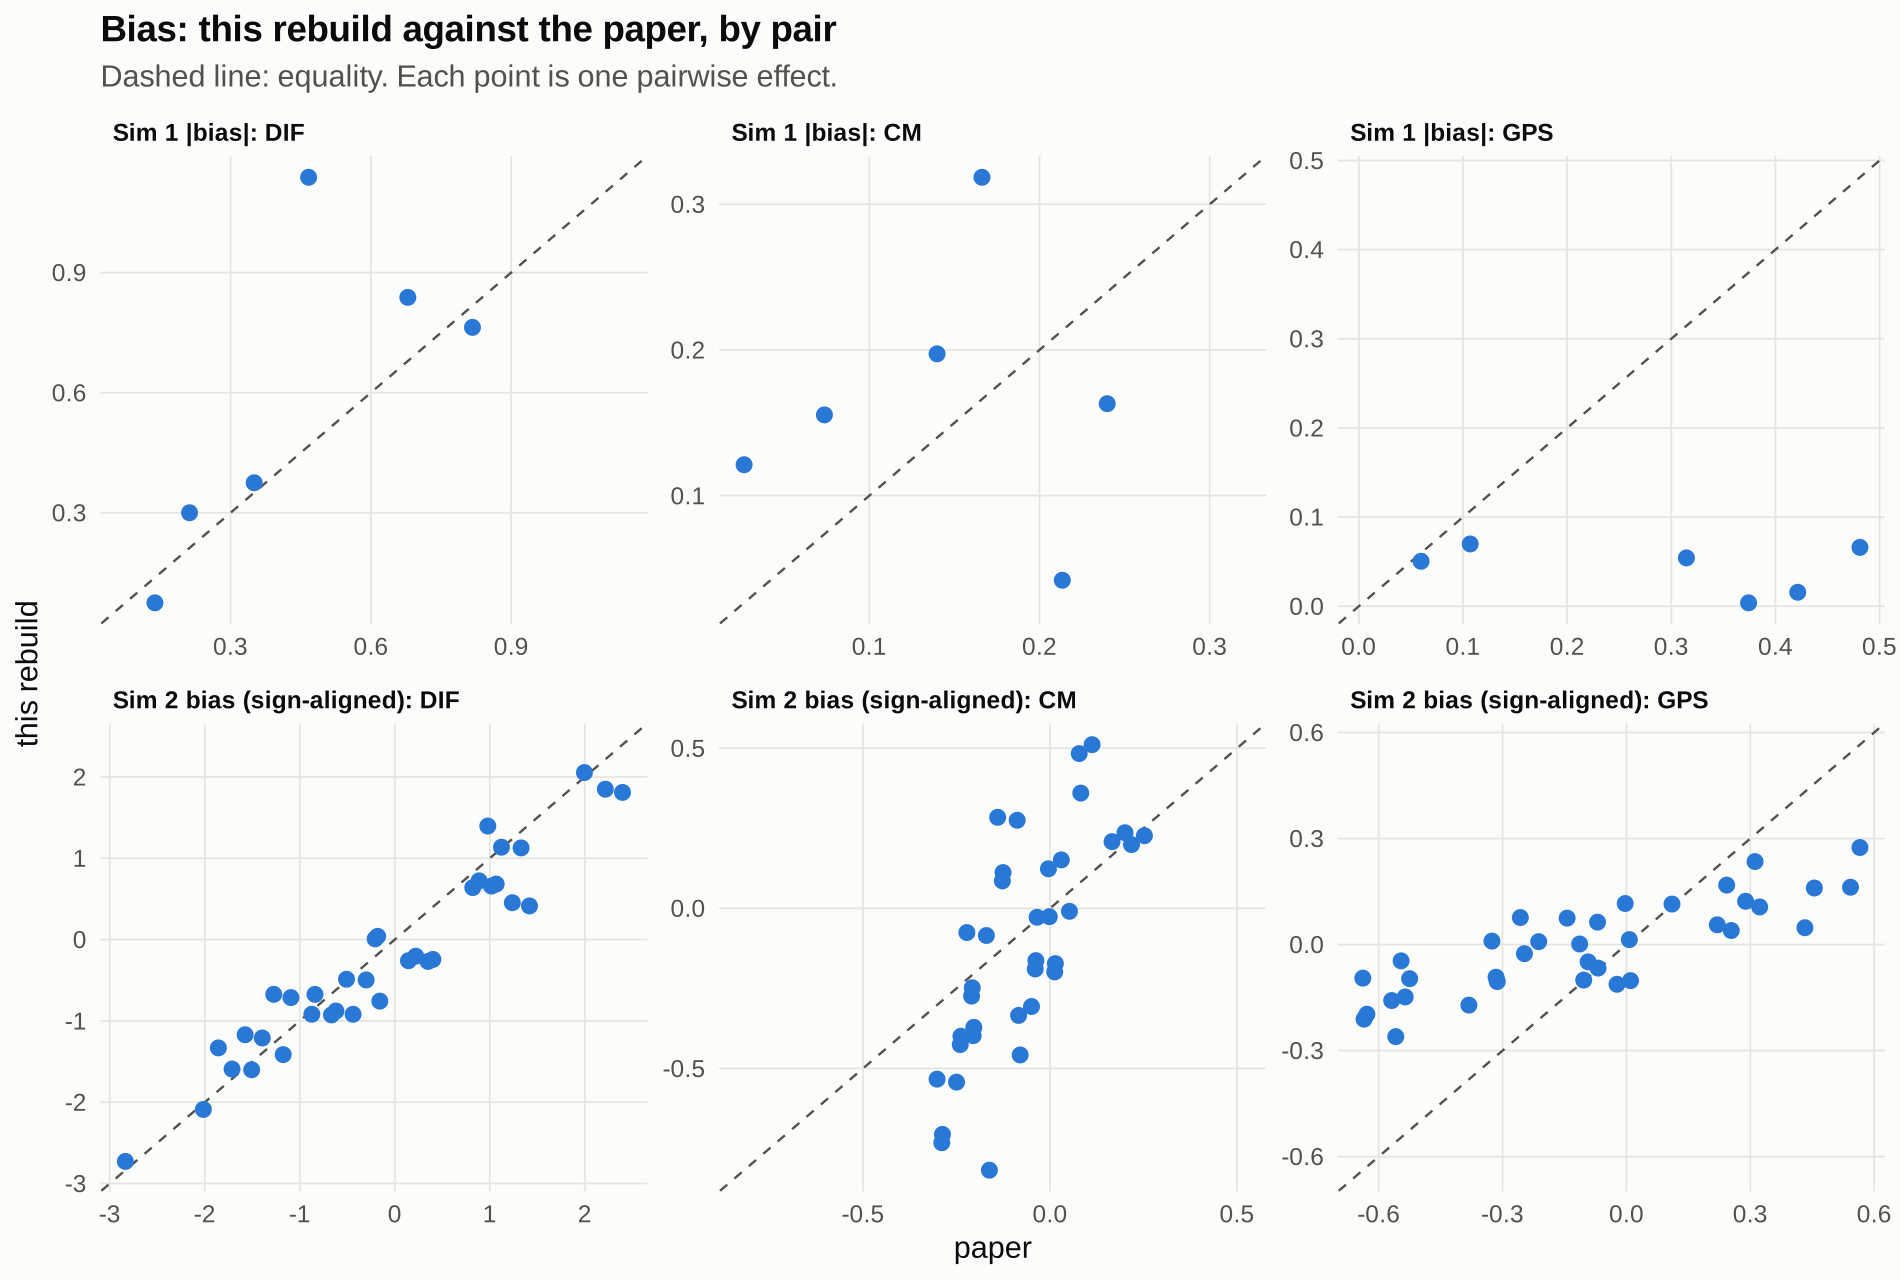 Bias: this rebuild against the paper, by pair
Dashed line: equality. Each point is one pairwise effect.
Sim 1 |bias|: DIF
Sim 1 |bias|: CM
Sim 1 |bias|: GPS
0.9
0.6
0.3
0.3 0.6 0.9
0.3
0.2
0.1
0.1 0.2 0.3
0.5
0.4
0.3
0.2
0.1
0.0
0.0 0.1 0.2 0.3 0.4 0.5
this rebuild
Sim 2 bias (sign-aligned): DIF
Sim 2 bias (sign-aligned): CM
Sim 2 bias (sign-aligned): GPS
2
1
0
-1
-2
-3
-3 -2 -1 0 1 2
0.5
0.0
-0.5
-0.5 0.0 0.5
0.6
0.3
0.0
-0.3
-0.6
-0.6 -0.3 0.0 0.3 0.6
paper